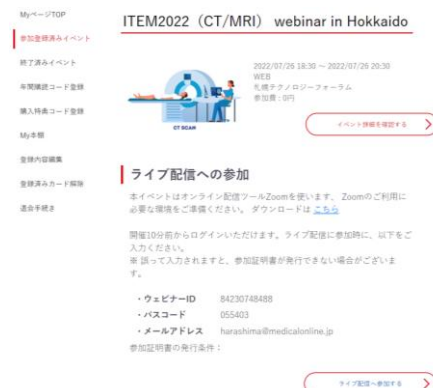 MyページTOP
参加登録済みイベント
終了済みイベント
年間購読コード登録
購入特典コード登録
My本棚
登録内容編集
登録済みカード解除
退会手続き
ITEM2022（CT/MRI） webinar in Hokkaido
CT SCAN
2022/07/26 18:30 ～ 2022/07/26 20:30
WEB
札幌テクノロジーフォーラム
参加費：0円
イベント詳細を確認する
ライブ配信への参加
本イベントはオンライン配信ツールZoomを使います、 Zoomのご利用に
必要な環境をご準備ください。 ダウンロードは こちら
開催10分前からログインいただけます。ライブ配信に参加時に、以下をご
入力ください。
※ 誤って入力されますと、参加証明書が発行できない場合がございま
す。
・ウェビナーID 84230748488
・パスコード 055403
・メールアドレス harashima@medicalonline.jp
参加証明書の発行条件：
ライブ配信へ参加する